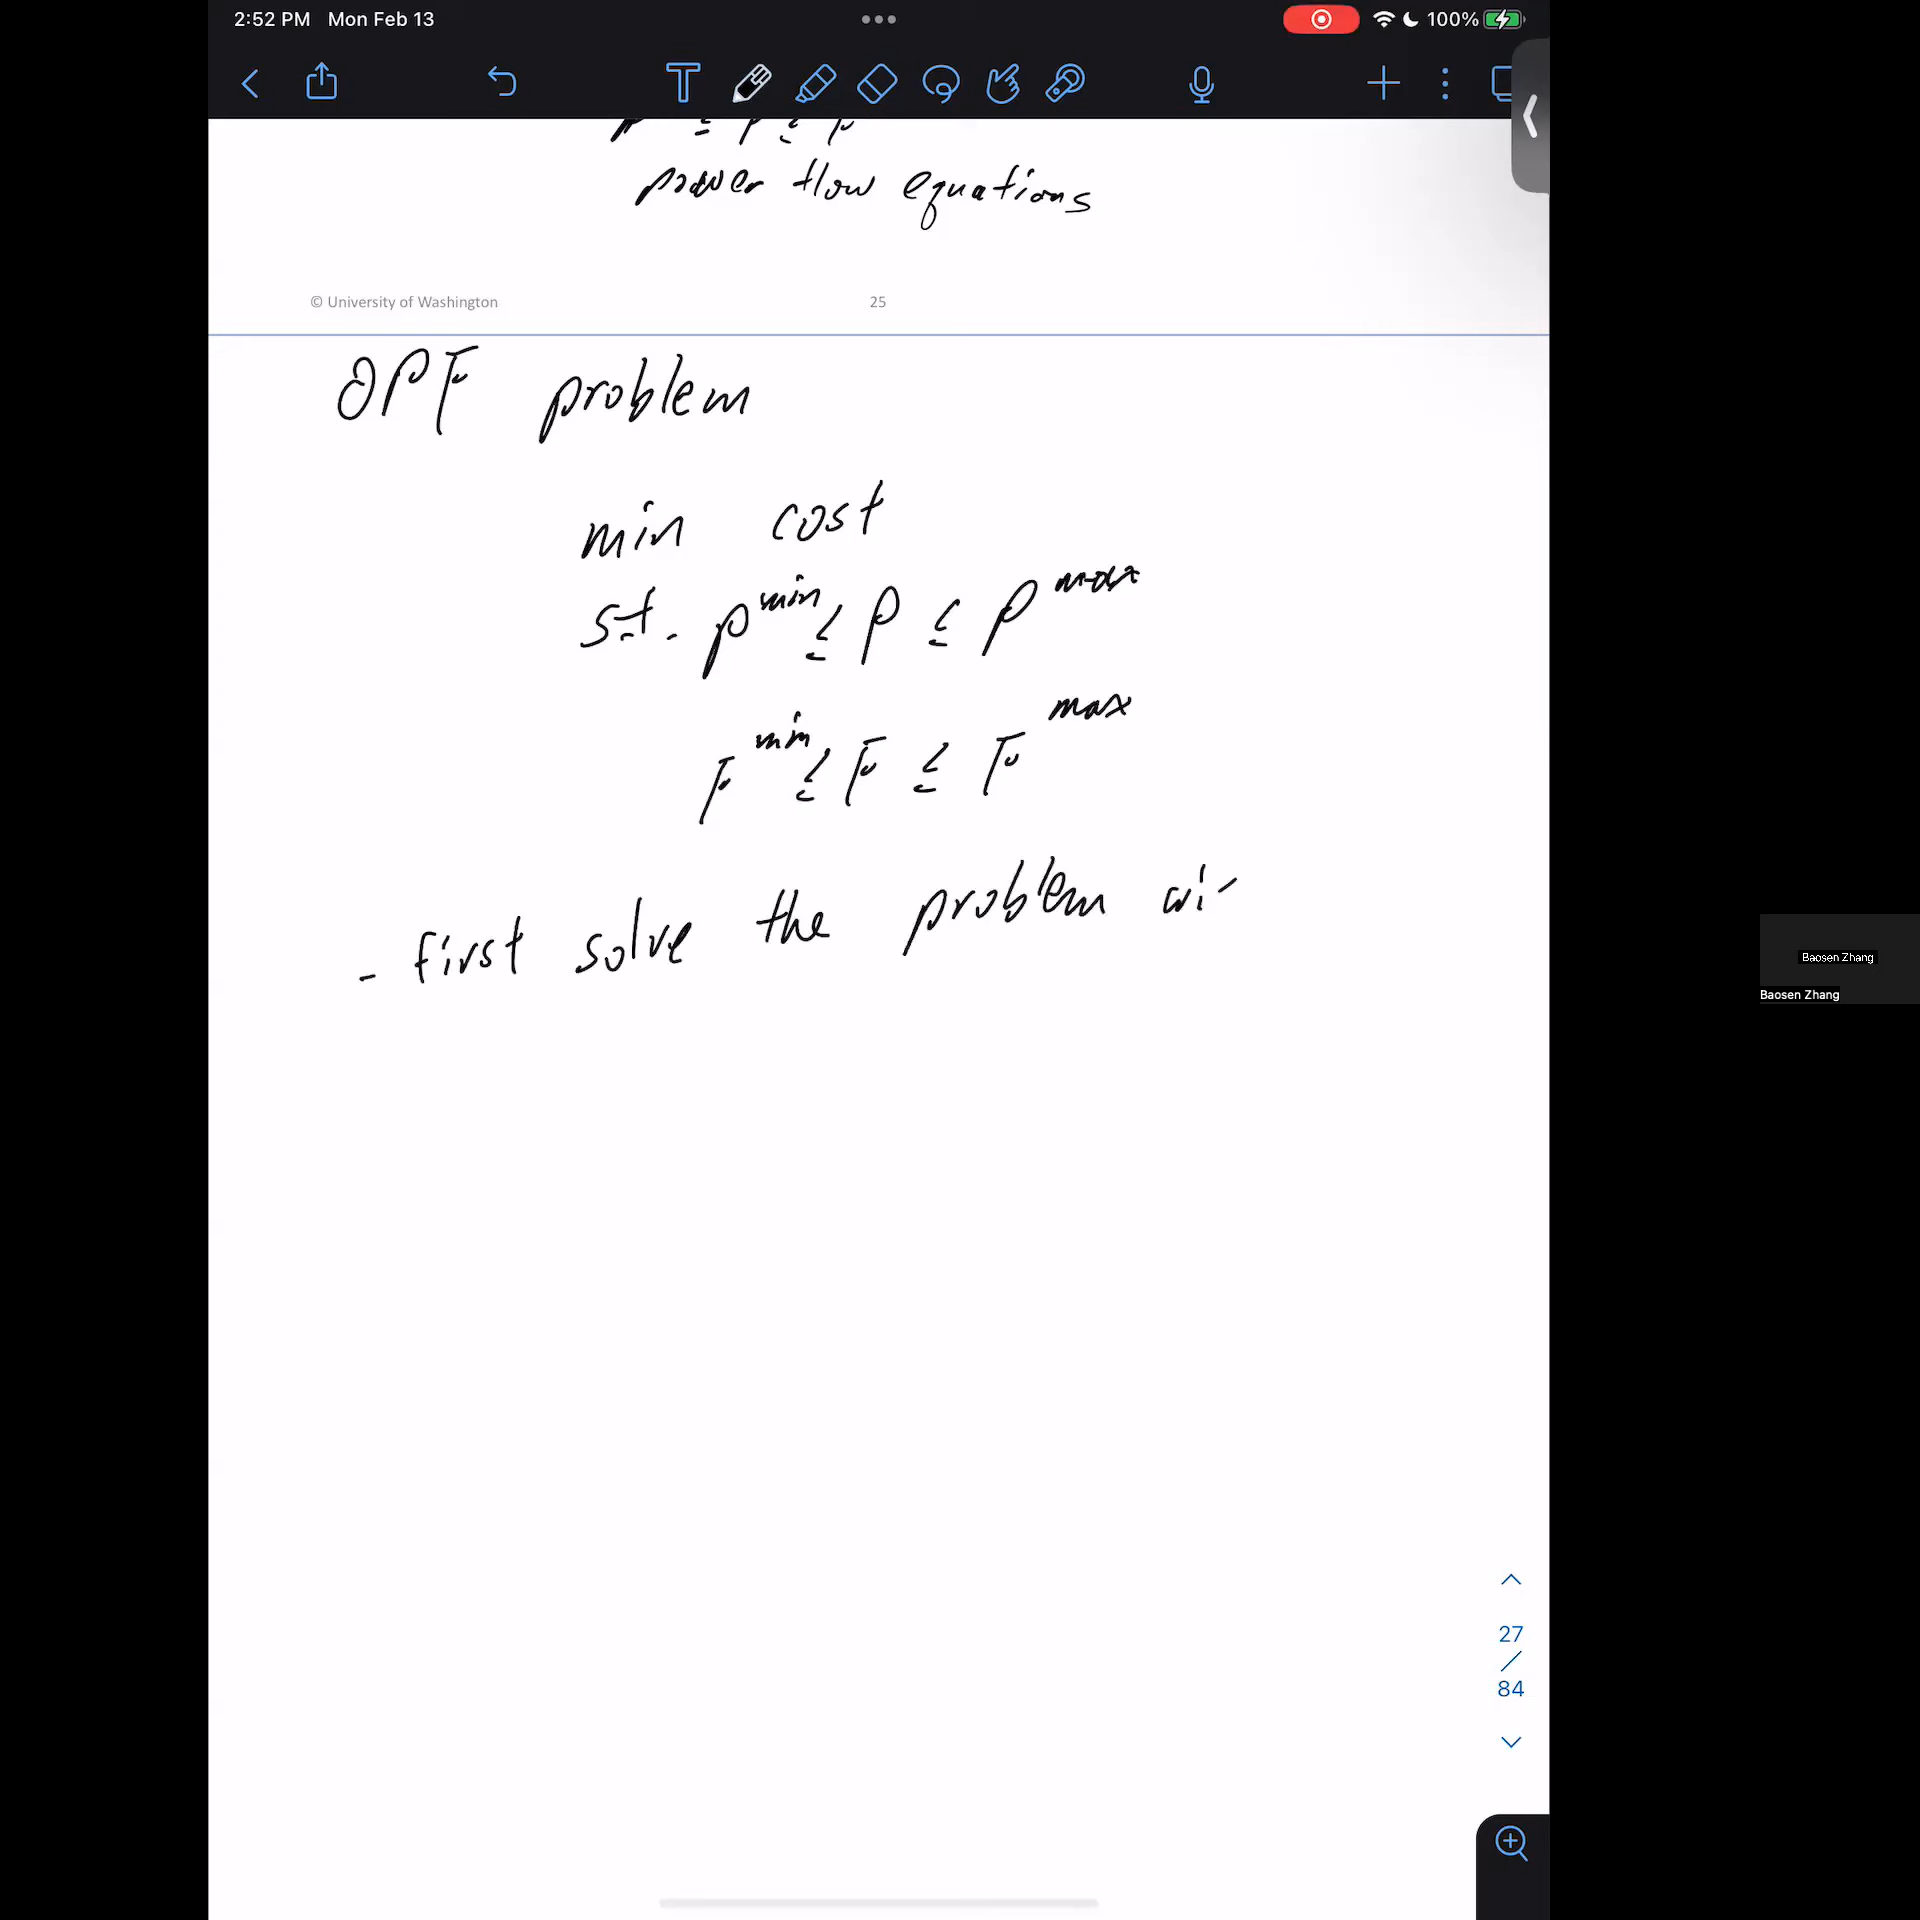 2:52 PM Mon Feb 13
100%
power flow equations
© University of Washington
25
OPF problem
min cost
s.t. p^min ≤ P ≤ P^max
F^min ≤ F ≤ F^max
- first solve the problem wi
27
/
84
Baosen Zhang
Baosen Zhang